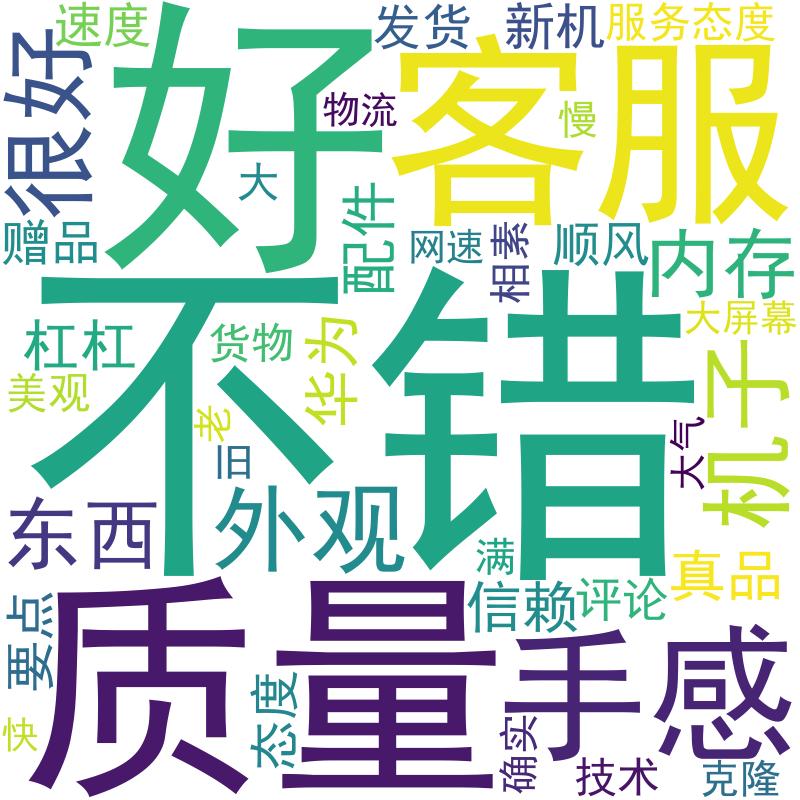 速度
好
发货
新机
服务态度
很好
客服
物流
慢
大
赠品
配件
网速
相素
顺风
内存
不错
大屏幕
杠杠
货物
华为
美观
老
机子
大气
旧
东西
外观
满
真品
信赖
评论
要点
质量
手感
态度
快
确实
技术
克隆